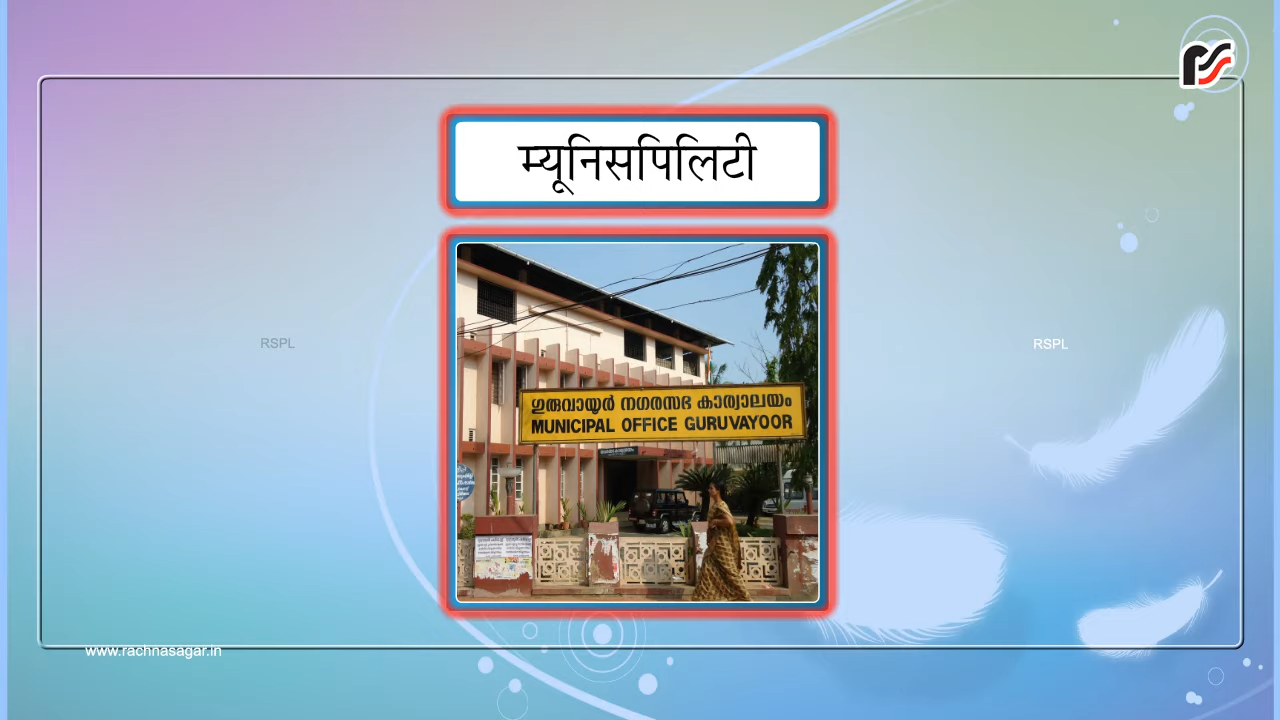 म्यूनिसपिलिटी
RSPL
RSPL
ഗുരുവായൂർ നഗരസഭ കാര്യാലയം
MUNICIPAL OFFICE GURUVAYOOR
www.rachnasagar.in